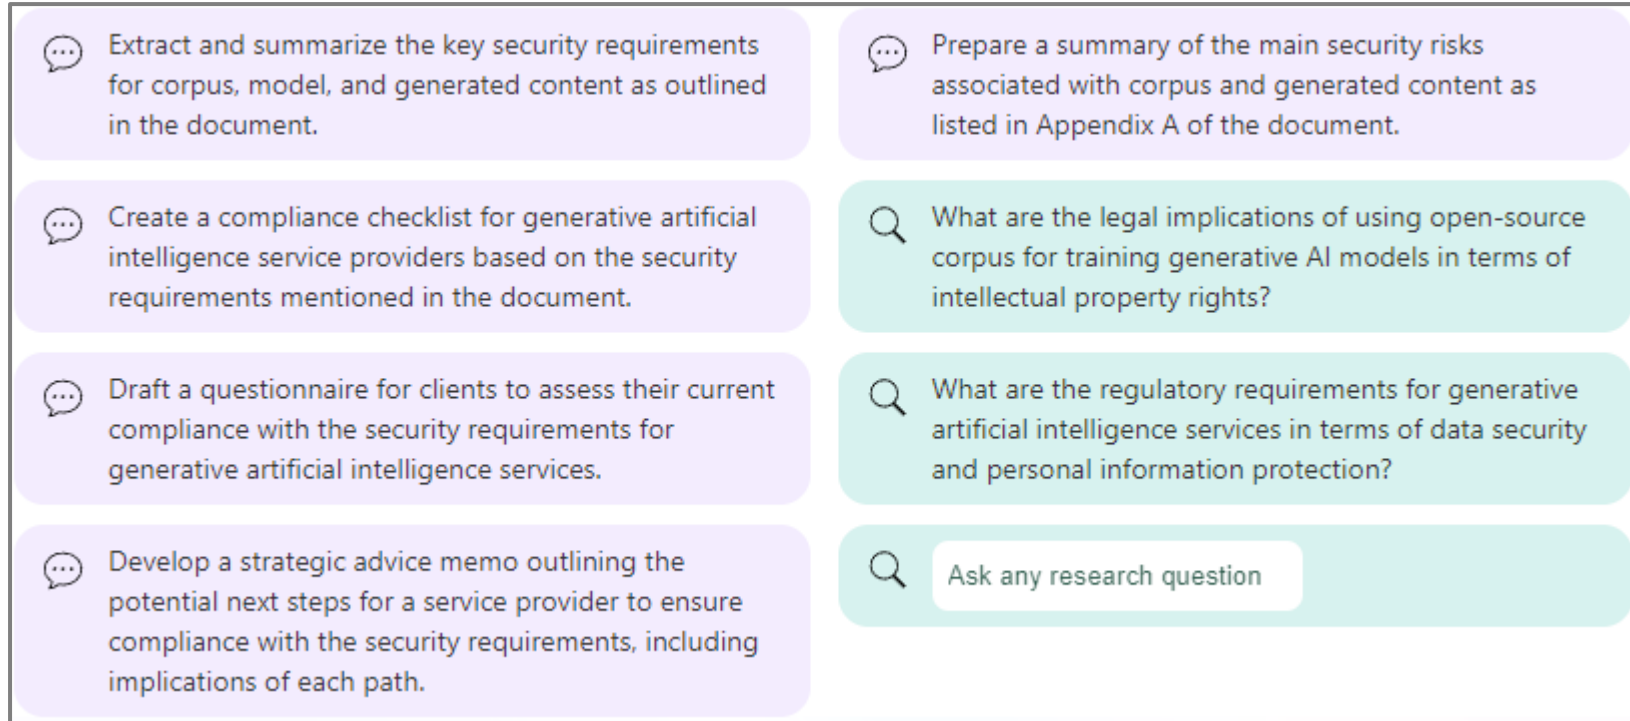 Extract and summarize the key security requirements
for corpus, model, and generated content as outlined
in the document.
Prepare a summary of the main security risks
associated with corpus and generated content as
listed in Appendix A of the document.
Create a compliance checklist for generative artificial
intelligence service providers based on the security
requirements mentioned in the document.
What are the legal implications of using open-source
corpus for training generative AI models in terms of
intellectual property rights?
Draft a questionnaire for clients to assess their current
compliance with the security requirements for
generative artificial intelligence services.
What are the regulatory requirements for generative
artificial intelligence services in terms of data security
and personal information protection?
Develop a strategic advice memo outlining the
potential next steps for a service provider to ensure
compliance with the security requirements, including
implications of each path.
Ask any research question